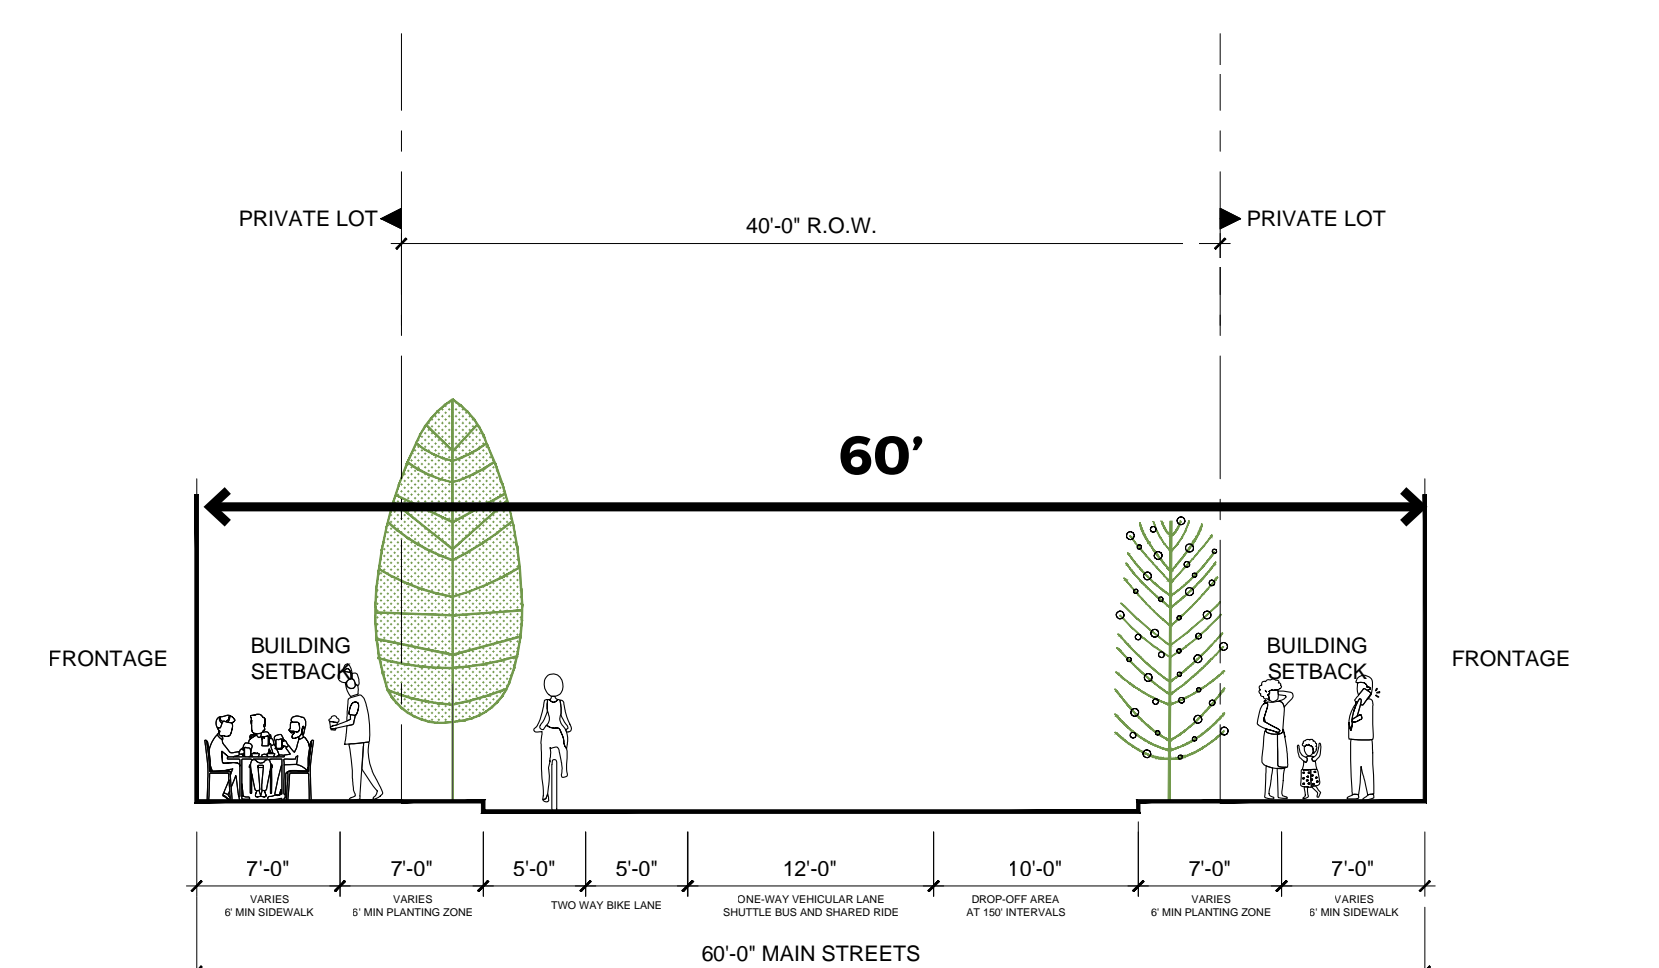 PRIVATE LOT
40'-0" R.O.W.
PRIVATE LOT
60’
FRONTAGE
BUILDING
SETBACK
BUILDING
SETBACK
FRONTAGE
7'-0"
7'-0"
5'-0"
5'-0"
12'-0"
10'-0"
7'-0"
7'-0"
VARIES
6' MIN SIDEWALK
VARIES
6' MIN PLANTING ZONE
TWO WAY BIKE LANE
ONE-WAY VEHICULAR LANE
SHUTTLE BUS AND SHARED RIDE
DROP-OFF AREA
AT 150' INTERVALS
VARIES
6' MIN PLANTING ZONE
VARIES
6' MIN SIDEWALK
60'-0" MAIN STREETS